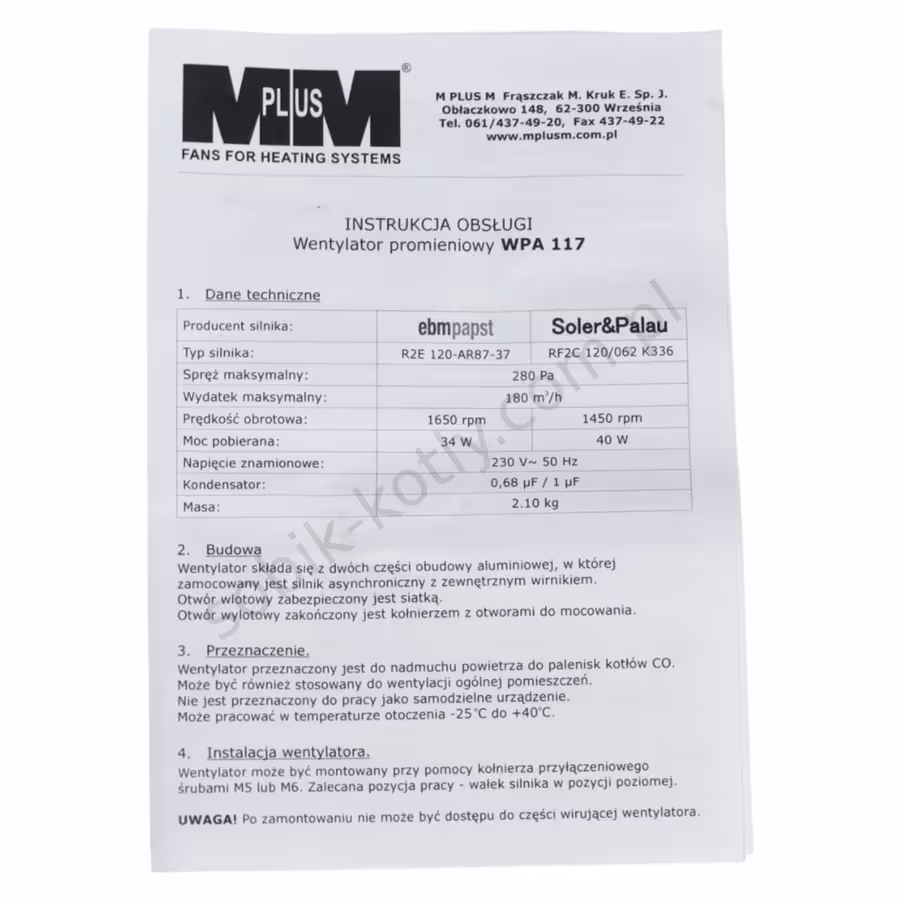 M PLUS M ®
FANS FOR HEATING SYSTEMS
M PLUS M Frąszczak M. Kruk E. Sp. J.
Obłaczkowo 148, 62-300 Września
Tel. 061/437-49-20, Fax 437-49-22
www.mplusm.com.pl
INSTRUKCJA OBSŁUGI
Wentylator promieniowy WPA 117
1. Dane techniczne
Producent silnika: ebmpapst Soler&Palau
Typ silnika: R2E 120-AR87-37 RF2C 120/062 K336
Spręż maksymalny: 280 Pa
Wydatek maksymalny: 180 m³/h
Prędkość obrotowa: 1650 rpm 1450 rpm
Moc pobierana: 34 W 40 W
Napięcie znamionowe: 230 V~ 50 Hz
Kondensator: 0,68 µF / 1 µF
Masa: 2.10 kg
2. Budowa
Wentylator składa się z dwóch części obudowy aluminiowej, w której
zamocowany jest silnik asynchroniczny z zewnętrznym wirnikiem.
Otwór wlotowy zabezpieczony jest siatką.
Otwór wylotowy zakończony jest kołnierzem z otworami do mocowania.
3. Przeznaczenie.
Wentylator przeznaczony jest do nadmuchu powietrza do palenisk kotłów CO.
Może być również stosowany do wentylacji ogólnej pomieszczeń.
Nie jest przeznaczony do pracy jako samodzielne urządzenie.
Może pracować w temperaturze otoczenia -25°C do +40°C.
4. Instalacja wentylatora.
Wentylator może być montowany przy pomocy kołnierza przyłączeniowego
śrubami M5 lub M6. Zalecana pozycja pracy - wałek silnika w pozycji poziomej.
UWAGA! Po zamontowaniu nie może być dostępu do części wirującej wentylatora.